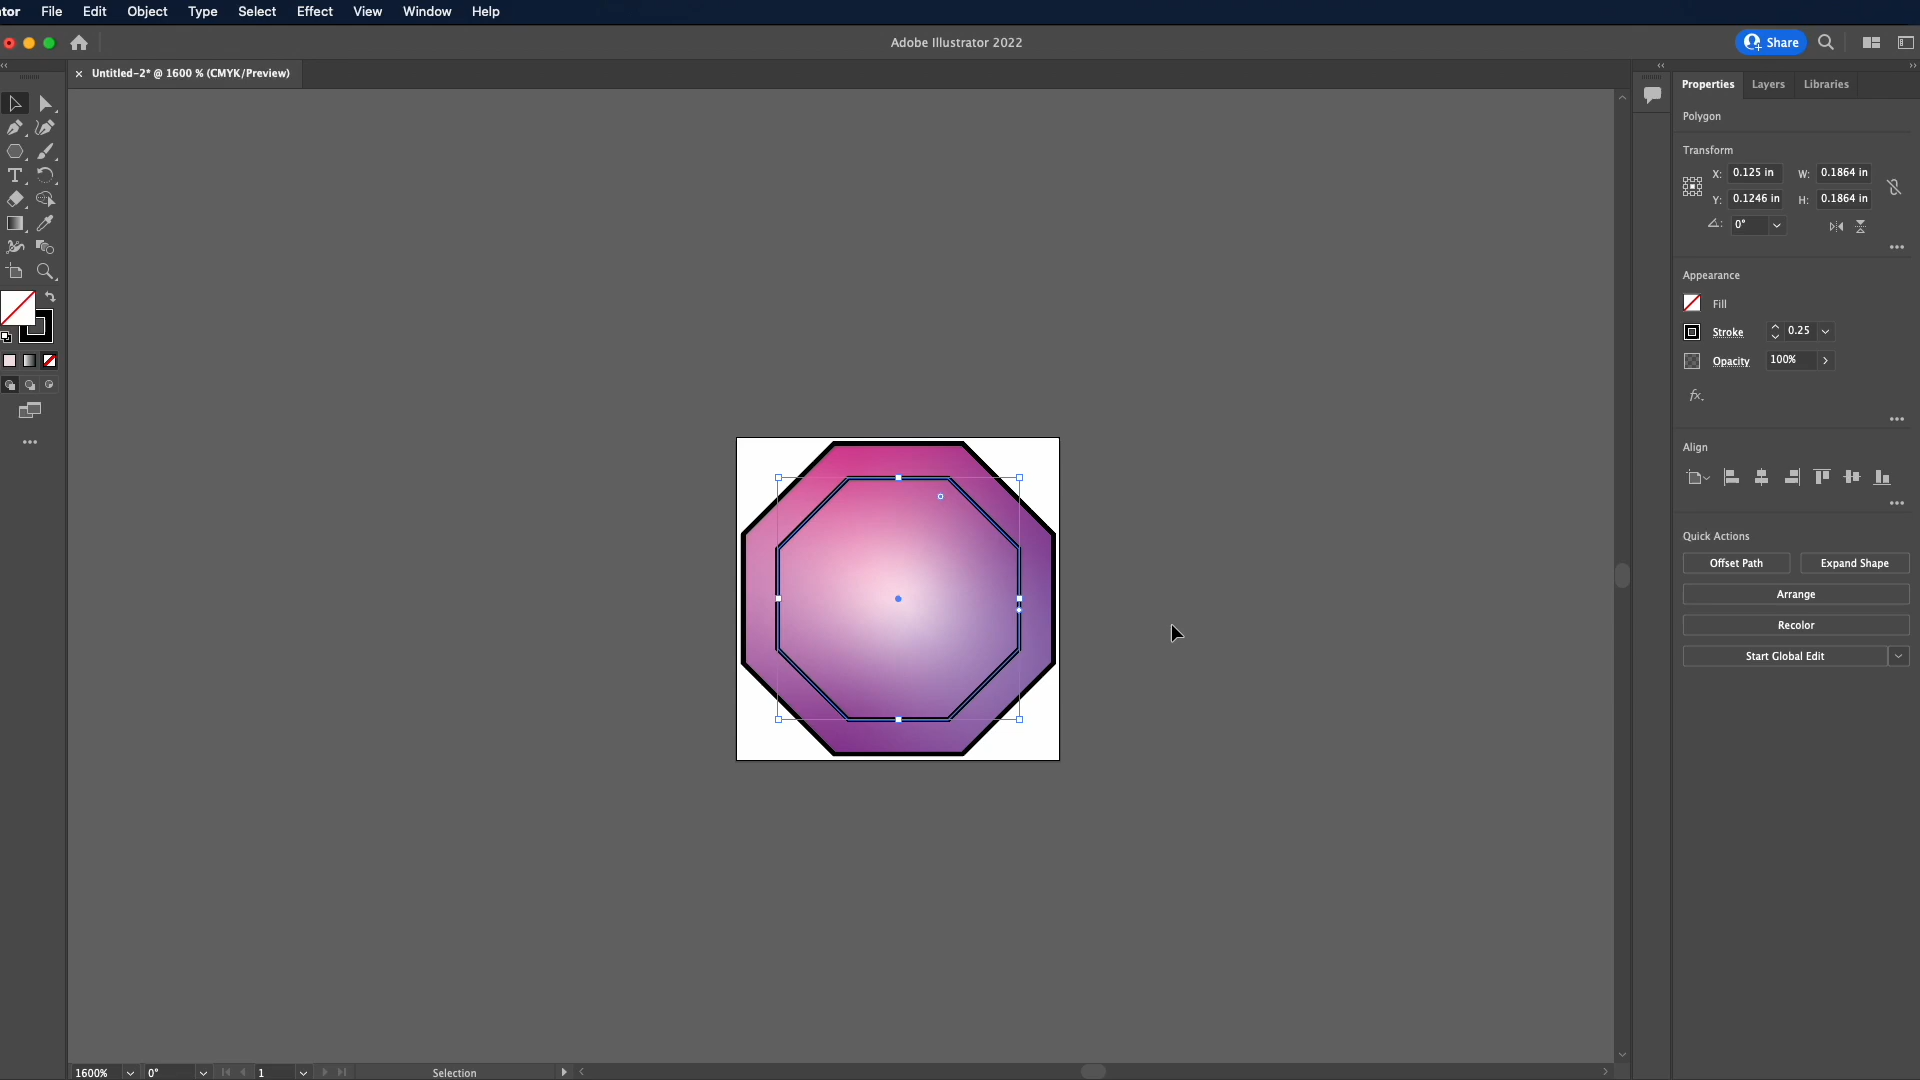 tor File Edit Object Type Select Effect View Window Help
Adobe Illustrator 2022
Share
× Untitled-2* @ 1600 % (CMYK/Preview)
Properties Layers Libraries
Polygon
Transform
X: 0.125 in W: 0.1864 in
Y: 0.1246 in H: 0.1864 in
0°
Appearance
Fill
Stroke 0.25
Opacity 100%
fx
Align
Quick Actions
Offset Path Expand Shape
Arrange
Recolor
Start Global Edit
1600% 0° 1 Selection